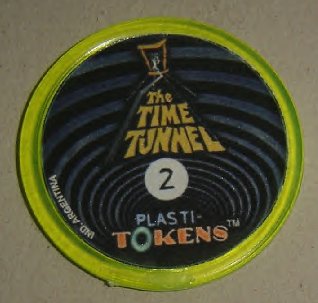 The
TIME
TUNNEL
2
PLASTI-
TOKENS™
IND. ARGENTINA